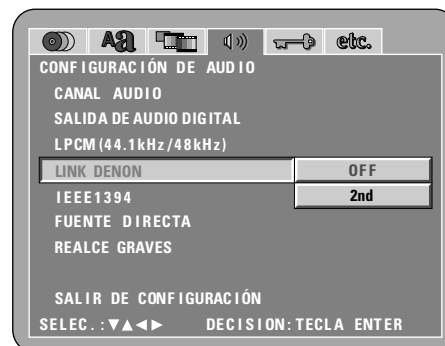 Aa etc.
CONFIGURACIÓN DE AUDIO
CANAL AUDIO
SALIDA DE AUDIO DIGITAL
LPCM (44.1kHz/48kHz)
LINK DENON OFF
IEEE1394 2nd
FUENTE DIRECTA
REALCE GRAVES
SALIR DE CONFIGURACIÓN
SELEC.:▼▲◄► DECISION:TECLA ENTER